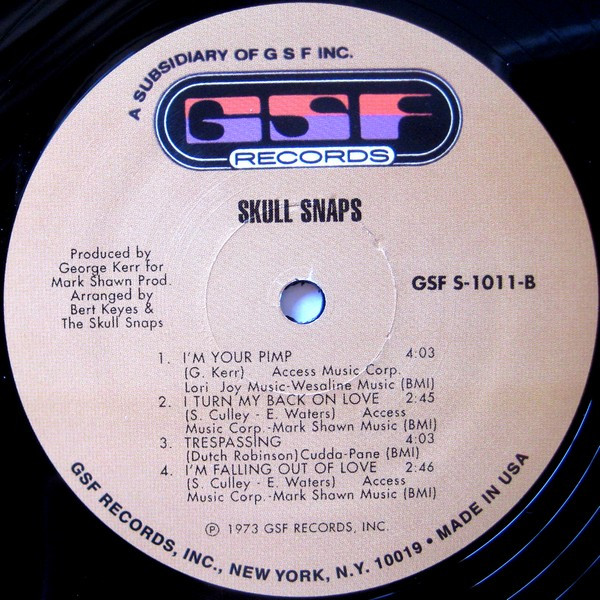 A SUBSIDIARY OF G S F INC.
GSF
RECORDS
SKULL SNAPS
Produced by
George Kerr for
Mark Shawn Prod.
Arranged by
Bert Keyes &
The Skull Snaps
GSF S-1011-B
1. I'M YOUR PIMP 4:03
(G. Kerr) Access Music Corp.
Lori Joy Music-Wesaline Music (BMI)
2. I TURN MY BACK ON LOVE 2:45
(S. Culley - E. Waters) Access
Music Corp.-Mark Shawn Music (BMI)
3. TRESPASSING 4:03
(Dutch Robinson) Cudda-Pane (BMI)
4. I'M FALLING OUT OF LOVE 2:46
(S. Culley - E. Waters) Access
Music Corp.-Mark Shawn Music (BMI)
℗ 1973 GSF RECORDS, INC.
GSF RECORDS, INC., NEW YORK, N.Y. 10019 • MADE IN USA